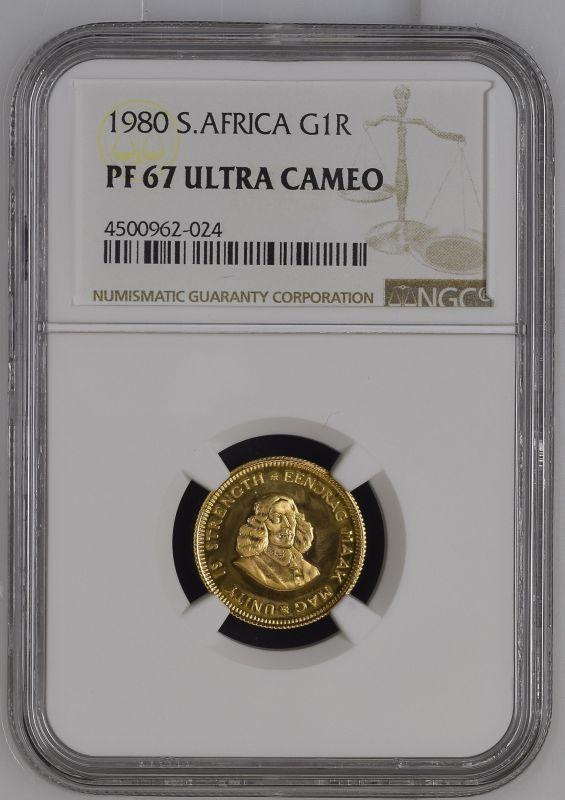 1980 S.AFRICA G1R
PF 67 ULTRA CAMEO
4500962-024
NUMISMATIC GUARANTY CORPORATION
NGC
UNITY IS STRENGTH * EENDRAG MAAK MAG *